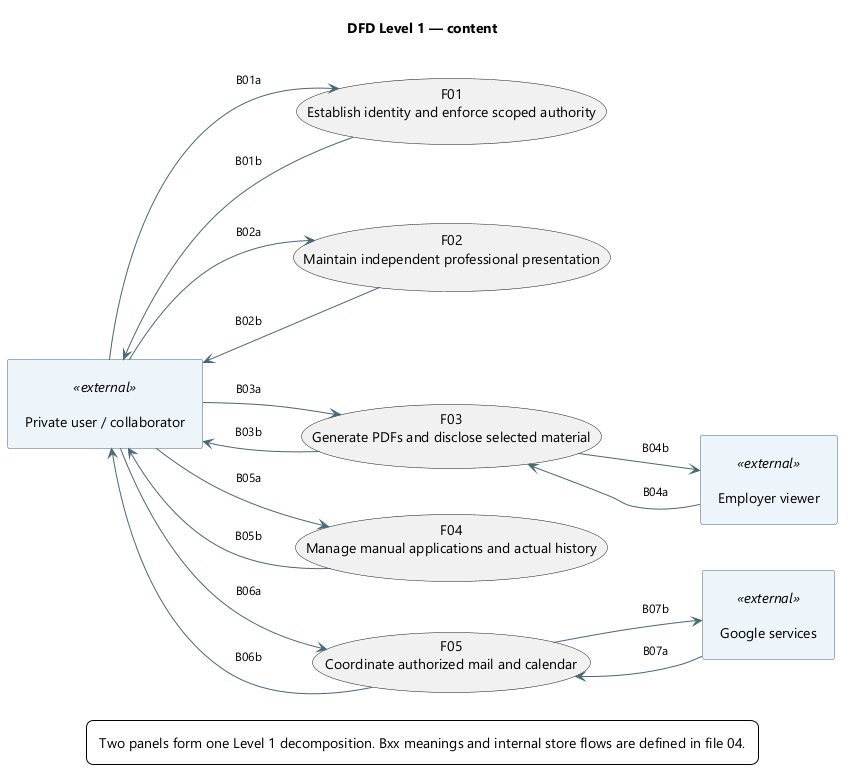 DFD Level 1 — content
B01a
F01
Establish identity and enforce scoped authority
B01b
B02a
F02
Maintain independent professional presentation
B02b
«external»
Private user / collaborator
B03a
F03
Generate PDFs and disclose selected material
B03b
B04b
«external»
Employer viewer
B04a
B05a
F04
Manage manual applications and actual history
B05b
B06a
«external»
Google services
B07b
F05
Coordinate authorized mail and calendar
B07a
B06b
Two panels form one Level 1 decomposition. Bxx meanings and internal store flows are defined in file 04.